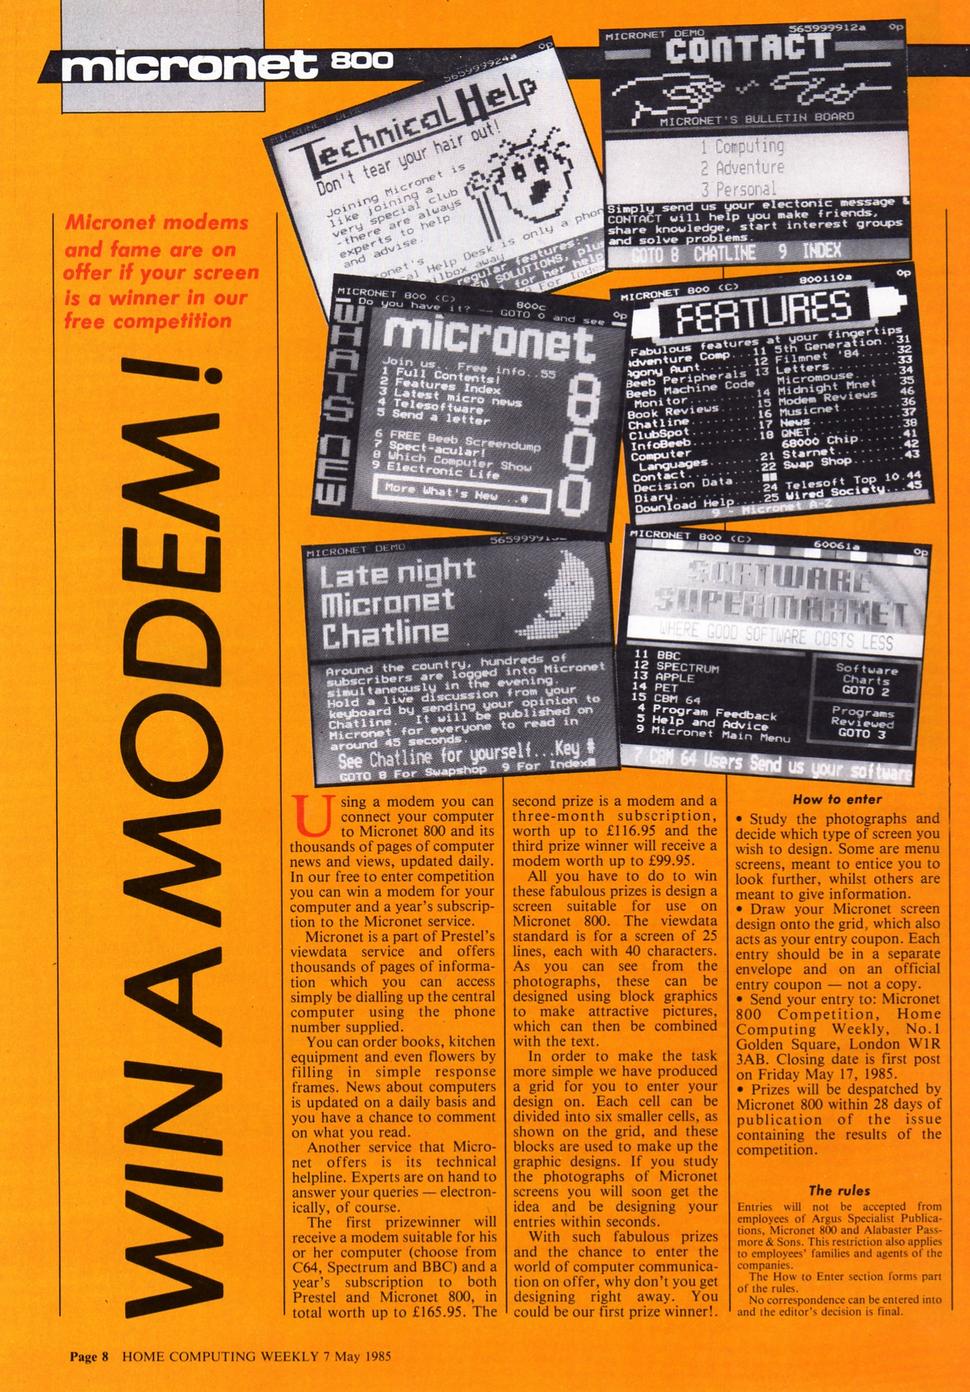 micronet 800
Micronet modems
and fame are on
offer if your screen
is a winner in our
free competition
WIN A MODEM!
565999924a 0p
Technical Help
Don't tear your hair out!
Joining Micronet is
like joining a
very special club
-there are always
experts to help
and advise.
Help Desk is only a
regular features:-
SOLUTIONS, plus
for her help
MICRONET DEMO 565999912a 0p
CONTACT
MICRONET'S BULLETIN BOARD
1 Computing
2 Adventure
3 Personal
Simply send us your electonic message &
CONTACT will help you make friends,
share knowledge, start interest groups
and solve problems.
GOTO 8 CHATLINE 9 INDEX
MICRONET 800 (C) 800c 0p
! Do you have it? -- GOTO 0 and see
WHATS NEW
micronet
800
Join us.. Free info..55
1 Full Contents!
2 Features Index
3 Latest micro news
4 Telesoftware
5 Send a letter
6 FREE Beeb Screendump
7 Spect-acular!
8 Which Computer Show
9 Electronic Life
More What's New ..#
MICRONET 800 (C) 800110a 0p
FEATURES
Fabulous features at your fingertips
Adventure Comp...11 5th Generation..31
Agony Aunt.......12 Filmnet '84.....32
Beeb Peripherals 13 Letters.........33
Beeb Machine Code Micromouse......34
Monitor........14 Midnight Mnet 35
Book Reviews.....15 Modem Reviews 46
Chatline.........16 Musicnet........36
ClubSpot.........17 News............37
InfoBeeb.........18 QNET............38
Computer 68000 Chip......41
Languages......21 Starnet.........42
Contact..........22 Swap Shop.......43
Decision Data
Diary............24 Telesoft Top 10.44
Download Help....25 Wired Society...45
9 - Micronet A-Z
MICRONET DEMO
Late night
Micronet
Chatline
Around the country, hundreds of
subscribers are logged into Micronet
simultaneously in the evening.
Hold a live discussion from your
keyboard by sending your opinion to
Chatline. It will be published on
Micronet for everyone to read in
around 45 seconds.
See Chatline for yourself...Key #
GOTO 8 For Swapshop 9 For Index
MICRONET 800 (C) 60061a 0p
SOFTWARE
SUPERMARKET
WHERE GOOD SOFTWARE COSTS LESS
11 BBC
12 SPECTRUM
13 APPLE
14 PET
15 CBM 64
4 Program Feedback
5 Help and Advice
9 Micronet Main Menu
Software
Charts
GOTO 2
Programs
Reviewed
GOTO 3
7 CBM 64 Users Send us your software
Using a modem you can
connect your computer
to Micronet 800 and its
thousands of pages of computer
news and views, updated daily.
In our free to enter competition
you can win a modem for your
computer and a year's subscrip-
tion to the Micronet service.
Micronet is a part of Prestel's
viewdata service and offers
thousands of pages of informa-
tion which you can access
simply be dialling up the central
computer using the phone
number supplied.
You can order books, kitchen
equipment and even flowers by
filling in simple response
frames. News about computers
is updated on a daily basis and
you have a chance to comment
on what you read.
Another service that Micro-
net offers is its technical
helpline. Experts are on hand to
answer your queries — electron-
ically, of course.
The first prizewinner will
receive a modem suitable for his
or her computer (choose from
C64, Spectrum and BBC) and a
year's subscription to both
Prestel and Micronet 800, in
total worth up to £165.95. The
second prize is a modem and a
three-month subscription,
worth up to £116.95 and the
third prize winner will receive a
modem worth up to £99.95.
All you have to do to win
these fabulous prizes is design a
screen suitable for use on
Micronet 800. The viewdata
standard is for a screen of 25
lines, each with 40 characters.
As you can see from the
photographs, these can be
designed using block graphics
to make attractive pictures,
which can then be combined
with the text.
In order to make the task
more simple we have produced
a grid for you to enter your
design on. Each cell can be
divided into six smaller cells, as
shown on the grid, and these
blocks are used to make up the
graphic designs. If you study
the photographs of Micronet
screens you will soon get the
idea and be designing your
entries within seconds.
With such fabulous prizes
and the chance to enter the
world of computer communica-
tion on offer, why don't you get
designing right away. You
could be our first prize winner!.
How to enter
• Study the photographs and
decide which type of screen you
wish to design. Some are menu
screens, meant to entice you to
look further, whilst others are
meant to give information.
• Draw your Micronet screen
design onto the grid, which also
acts as your entry coupon. Each
entry should be in a separate
envelope and on an official
entry coupon — not a copy.
• Send your entry to: Micronet
800 Competition, Home
Computing Weekly, No.1
Golden Square, London W1R
3AB. Closing date is first post
on Friday May 17, 1985.
• Prizes will be despatched by
Micronet 800 within 28 days of
publication of the issue
containing the results of the
competition.
The rules
Entries will not be accepted from
employees of Argus Specialist Publica-
tions, Micronet 800 and Alabaster Pass-
more & Sons. This restriction also applies
to employees' families and agents of the
companies.
The How to Enter section forms part
of the rules.
No correspondence can be entered into
and the editor's decision is final.
Page 8 HOME COMPUTING WEEKLY 7 May 1985